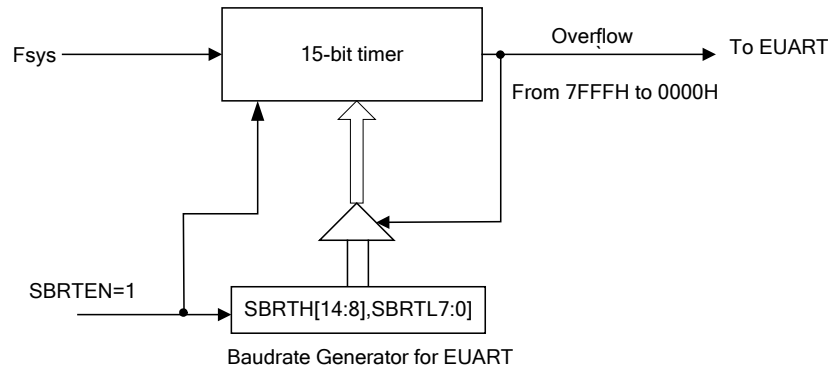 Fsys
15-bit timer
Overflow
To EUART
From 7FFFH to 0000H
SBRTEN=1
SBRTH[14:8],SBRTL7:0]
Baudrate Generator for EUART